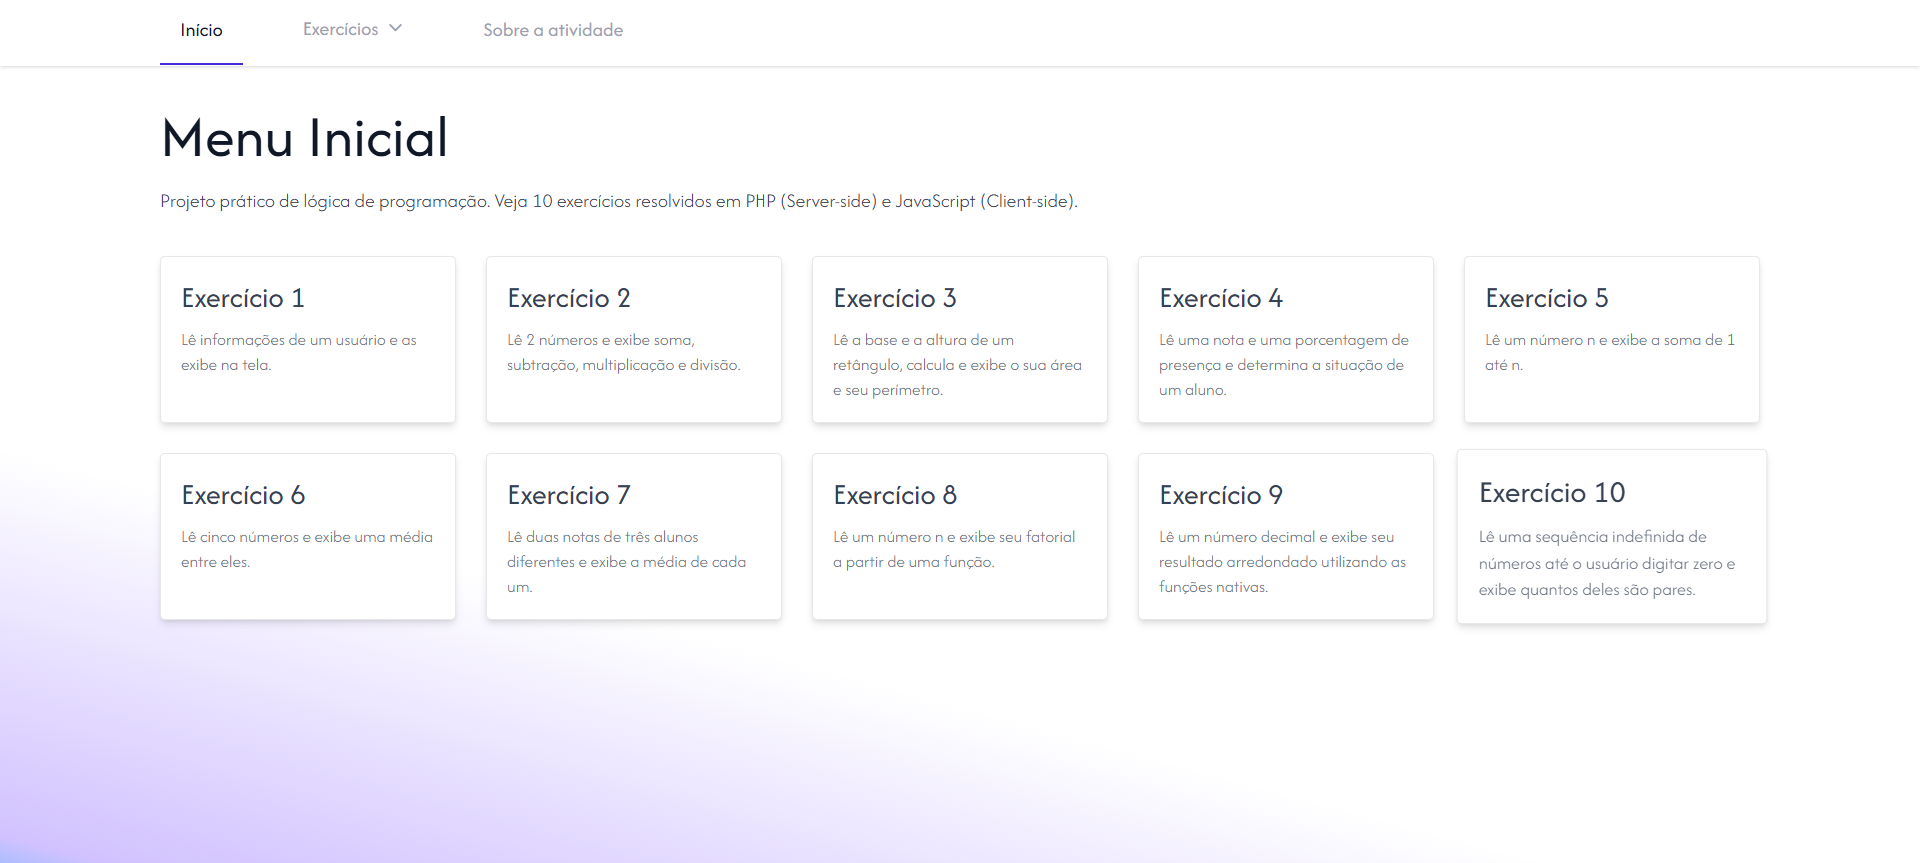 Início
Exercícios
Sobre a atividade
Menu Inicial
Projeto prático de lógica de programação. Veja 10 exercícios resolvidos em PHP (Server-side) e JavaScript (Client-side).
Exercício 1
Lê informações de um usuário e as
exibe na tela.
Exercício 2
Lê 2 números e exibe soma,
subtração, multiplicação e divisão.
Exercício 3
Lê a base e a altura de um
retângulo, calcula e exibe o sua área
e seu perímetro.
Exercício 4
Lê uma nota e uma porcentagem de
presença e determina a situação de
um aluno.
Exercício 5
Lê um número n e exibe a soma de 1
até n.
Exercício 6
Lê cinco números e exibe uma média
entre eles.
Exercício 7
Lê duas notas de três alunos
diferentes e exibe a média de cada
um.
Exercício 8
Lê um número n e exibe seu fatorial
a partir de uma função.
Exercício 9
Lê um número decimal e exibe seu
resultado arredondado utilizando as
funções nativas.
Exercício 10
Lê uma sequência indefinida de
números até o usuário digitar zero e
exibe quantos deles são pares.